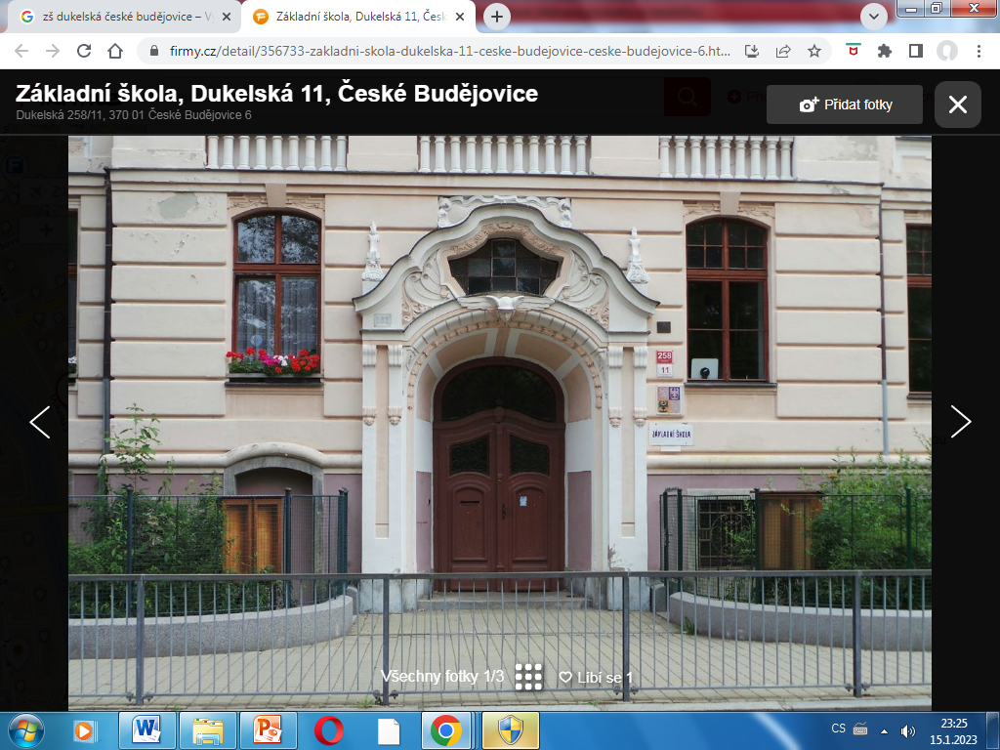 zš dukelská české budějovice – V
Základní škola, Dukelská 11, Česk
firmy.cz/detail/356733-zakladni-skola-dukelska-11-ceske-budejovice-ceske-budejovice-6.ht...
Základní škola, Dukelská 11, České Budějovice
Dukelská 258/11, 370 01 České Budějovice 6
Přidat fotky
258
11
ZÁKLADNÍ ŠKOLA
Všechny fotky 1/3
Líbí se 1
CS
23:25
15.1.2023